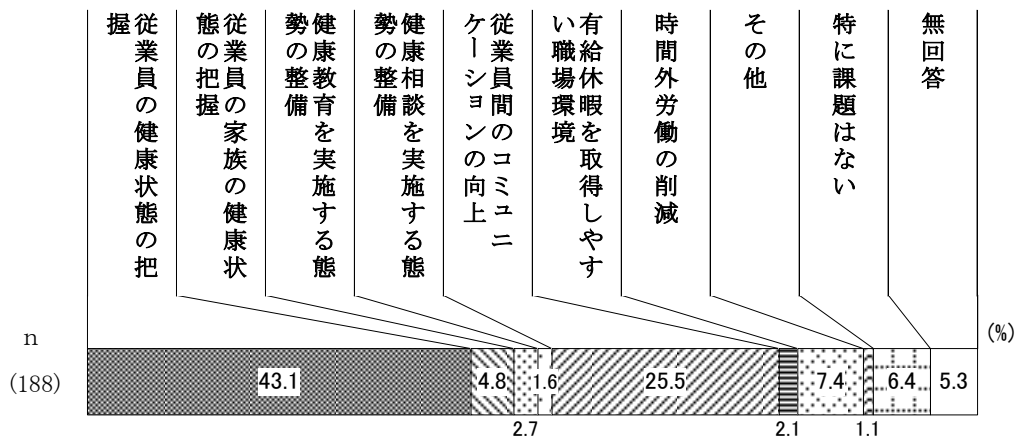 従業員の健康状態の把
握
従業員の家族の健康状
態の把握
健康教育を実施する態
勢の整備
健康相談を実施する態
勢の整備
従業員間のコミュニ
ケーションの向上
有給休暇を取得しやす
い職場環境
時間外労働の削減
その他
特に課題はない
無回答
(%)
n
(188)
43.1
4.8
1.6
25.5
7.4
6.4
5.3
2.7
2.1
1.1